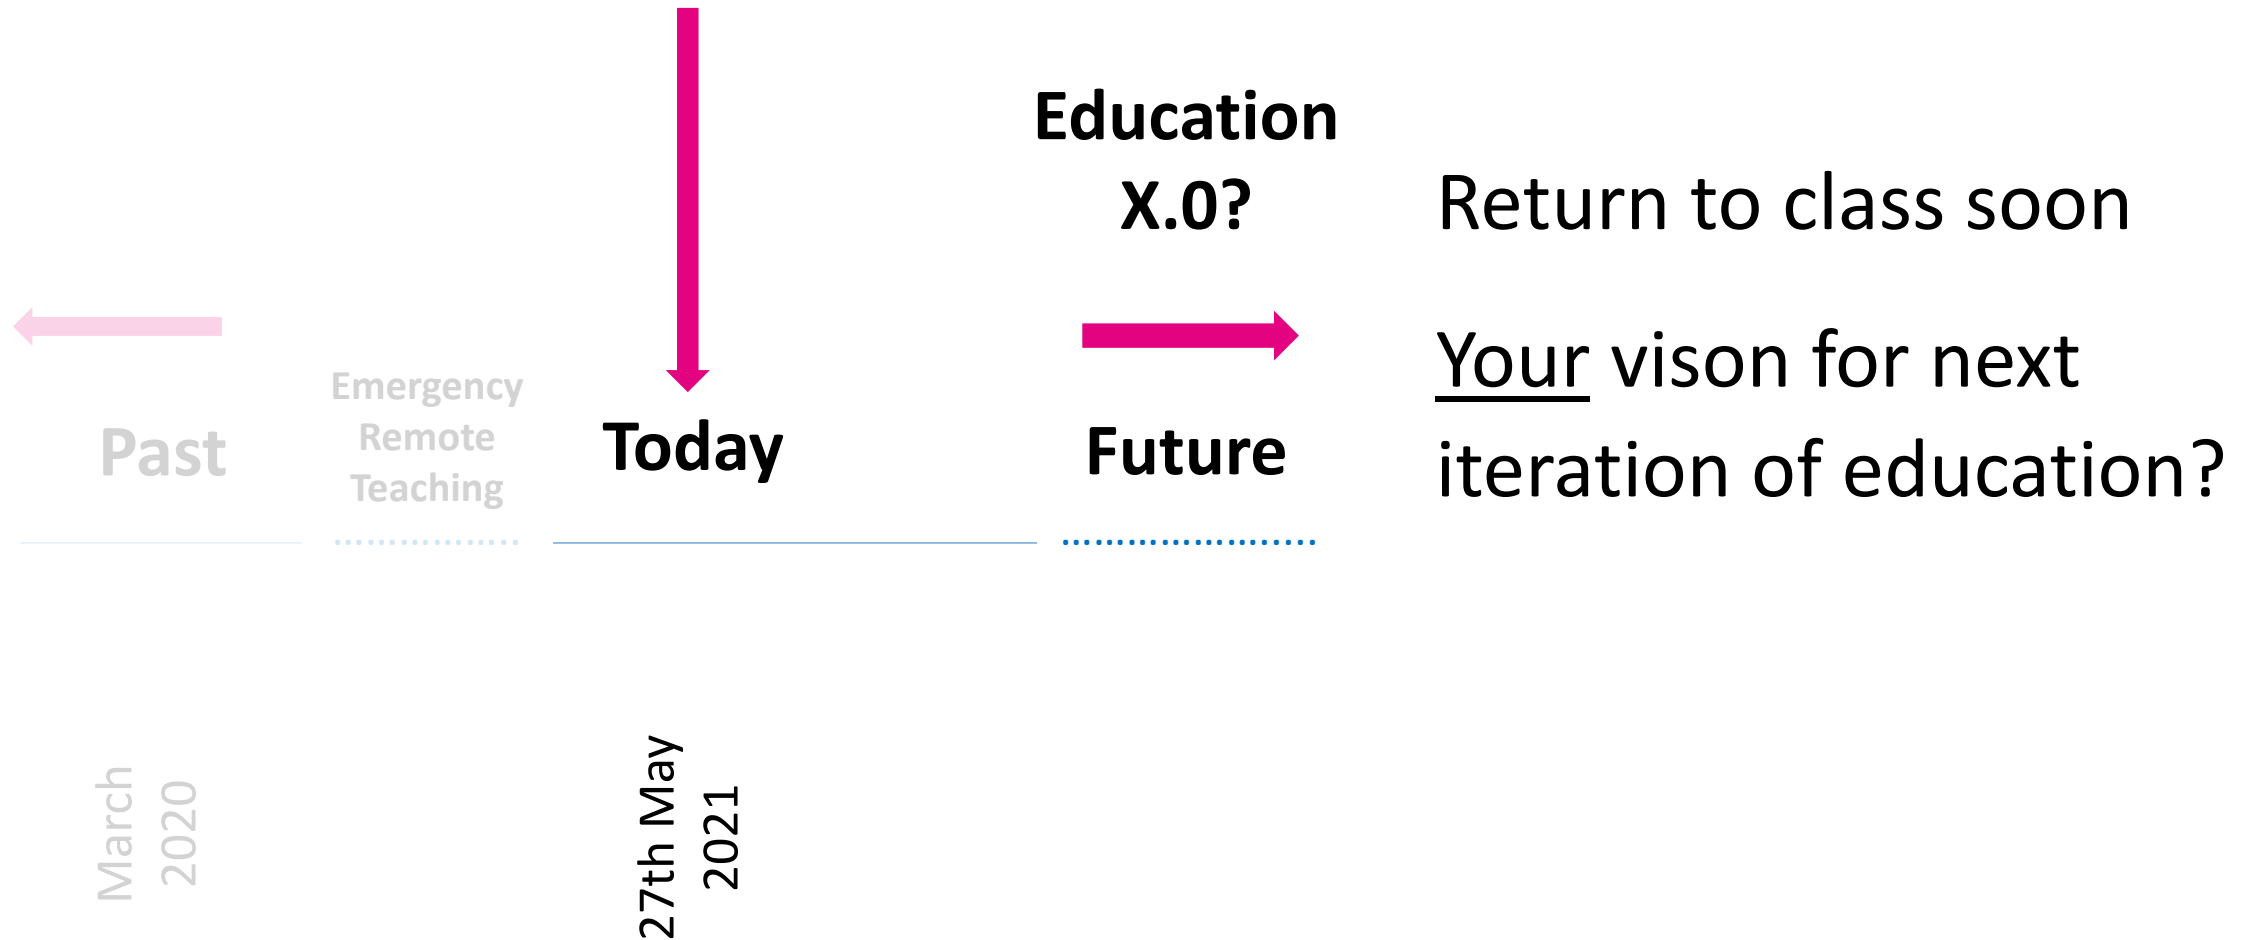 Education
X.0?
Return to class soon
Your vison for next
iteration of education?
Past
Emergency
Remote
Teaching
Today
Future
March
2020
27th May
2021